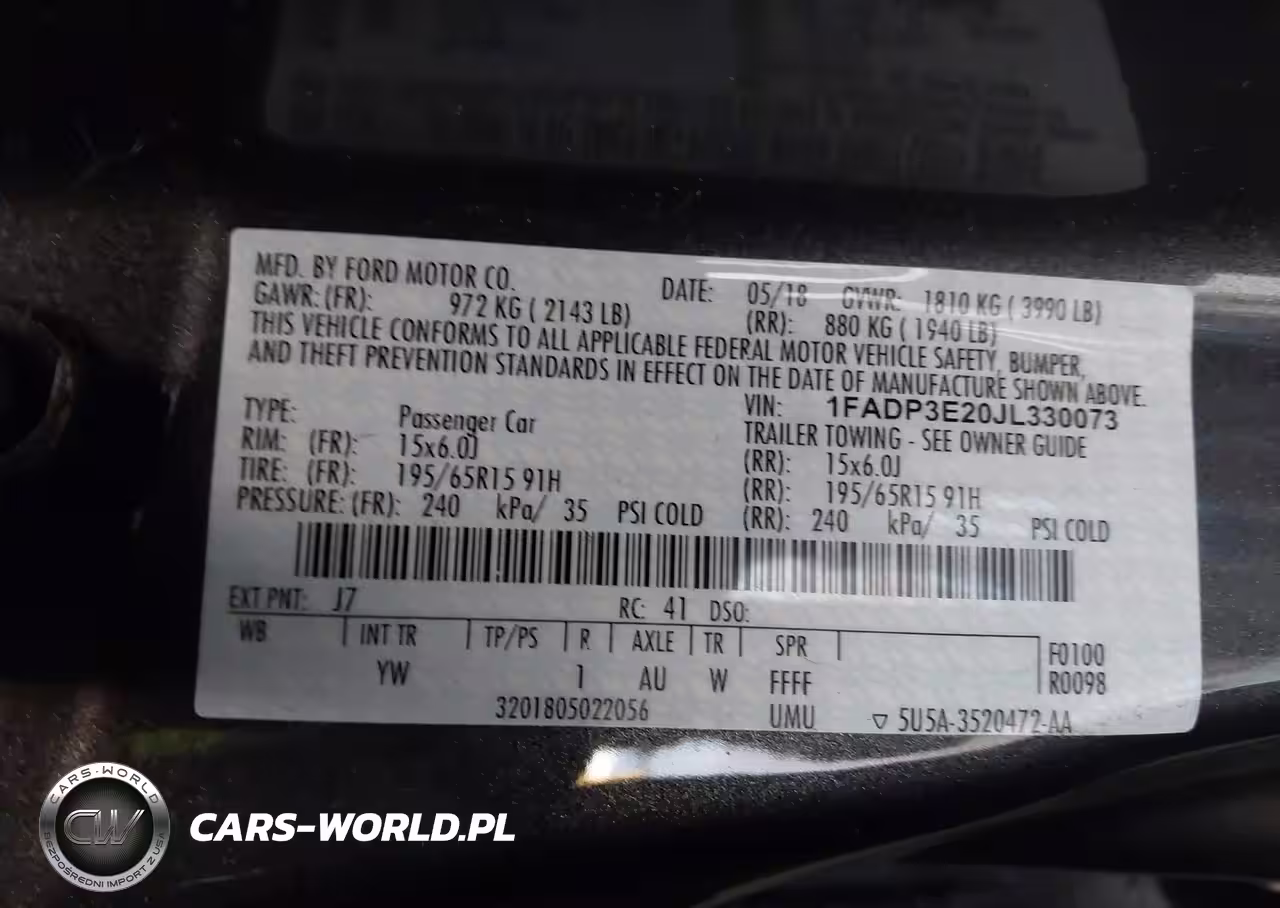 MFD. BY FORD MOTOR CO. DATE: 05/18 GVWR: 1810 KG ( 3990 LB)
GAWR: (FR): 972 KG ( 2143 LB) (RR): 880 KG ( 1940 LB)
THIS VEHICLE CONFORMS TO ALL APPLICABLE FEDERAL MOTOR VEHICLE SAFETY, BUMPER,
AND THEFT PREVENTION STANDARDS IN EFFECT ON THE DATE OF MANUFACTURE SHOWN ABOVE.
VIN: 1FADP3E20JL330073
TYPE: Passenger Car TRAILER TOWING - SEE OWNER GUIDE
RIM: (FR): 15x6.0J (RR): 15x6.0J
TIRE: (FR): 195/65R15 91H (RR): 195/65R15 91H
PRESSURE: (FR): 240 kPa/ 35 PSI COLD (RR): 240 kPa/ 35 PSI COLD
EXT PNT: J7 RC: 41 DSO:
WB INT TR TP/PS R AXLE TR SPR F0100
YW 1 AU W FFFF R0098
3201805022056 UMU ▽ 5U5A-3520472-AA
CARS-WORLD
CW
BEZPOŚREDNI IMPORT Z USA
CARS-WORLD.PL